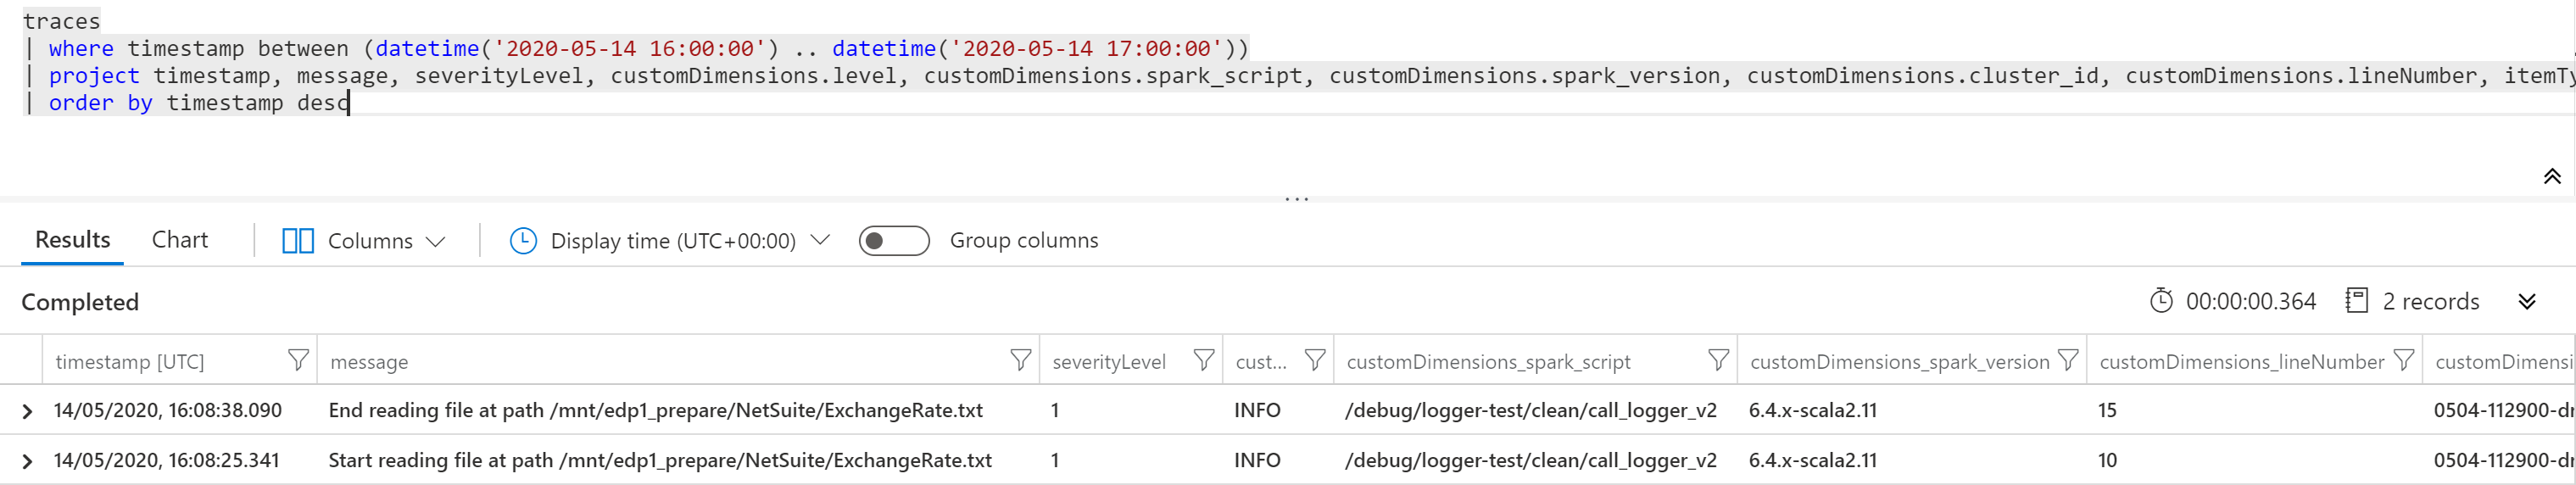 traces
| where timestamp between (datetime('2020-05-14 16:00:00') .. datetime('2020-05-14 17:00:00'))
| project timestamp, message, severityLevel, customDimensions.level, customDimensions.spark_script, customDimensions.spark_version, customDimensions.cluster_id, customDimensions.lineNumber, itemTy
| order by timestamp desc
...
Results Chart Columns Display time (UTC+00:00) Group columns
Completed 00:00:00.364 2 records
timestamp [UTC] message severityLevel cust... customDimensions_spark_script customDimensions_spark_version customDimensions_lineNumber customDimensi
14/05/2020, 16:08:38.090 End reading file at path /mnt/edp1_prepare/NetSuite/ExchangeRate.txt 1 INFO /debug/logger-test/clean/call_logger_v2 6.4.x-scala2.11 15 0504-112900-dr
14/05/2020, 16:08:25.341 Start reading file at path /mnt/edp1_prepare/NetSuite/ExchangeRate.txt 1 INFO /debug/logger-test/clean/call_logger_v2 6.4.x-scala2.11 10 0504-112900-dr